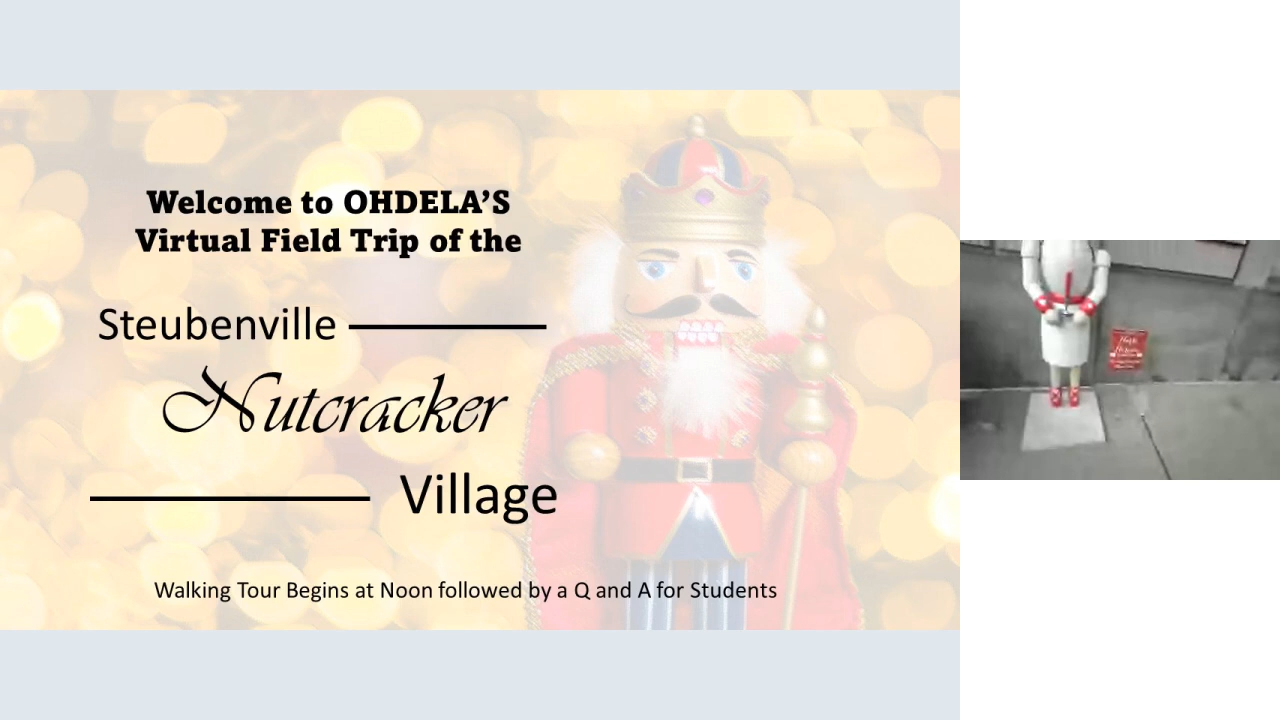 Welcome to OHDELA’S
Virtual Field Trip of the
Steubenville
Nutcracker
Village
Walking Tour Begins at Noon followed by a Q and A for Students